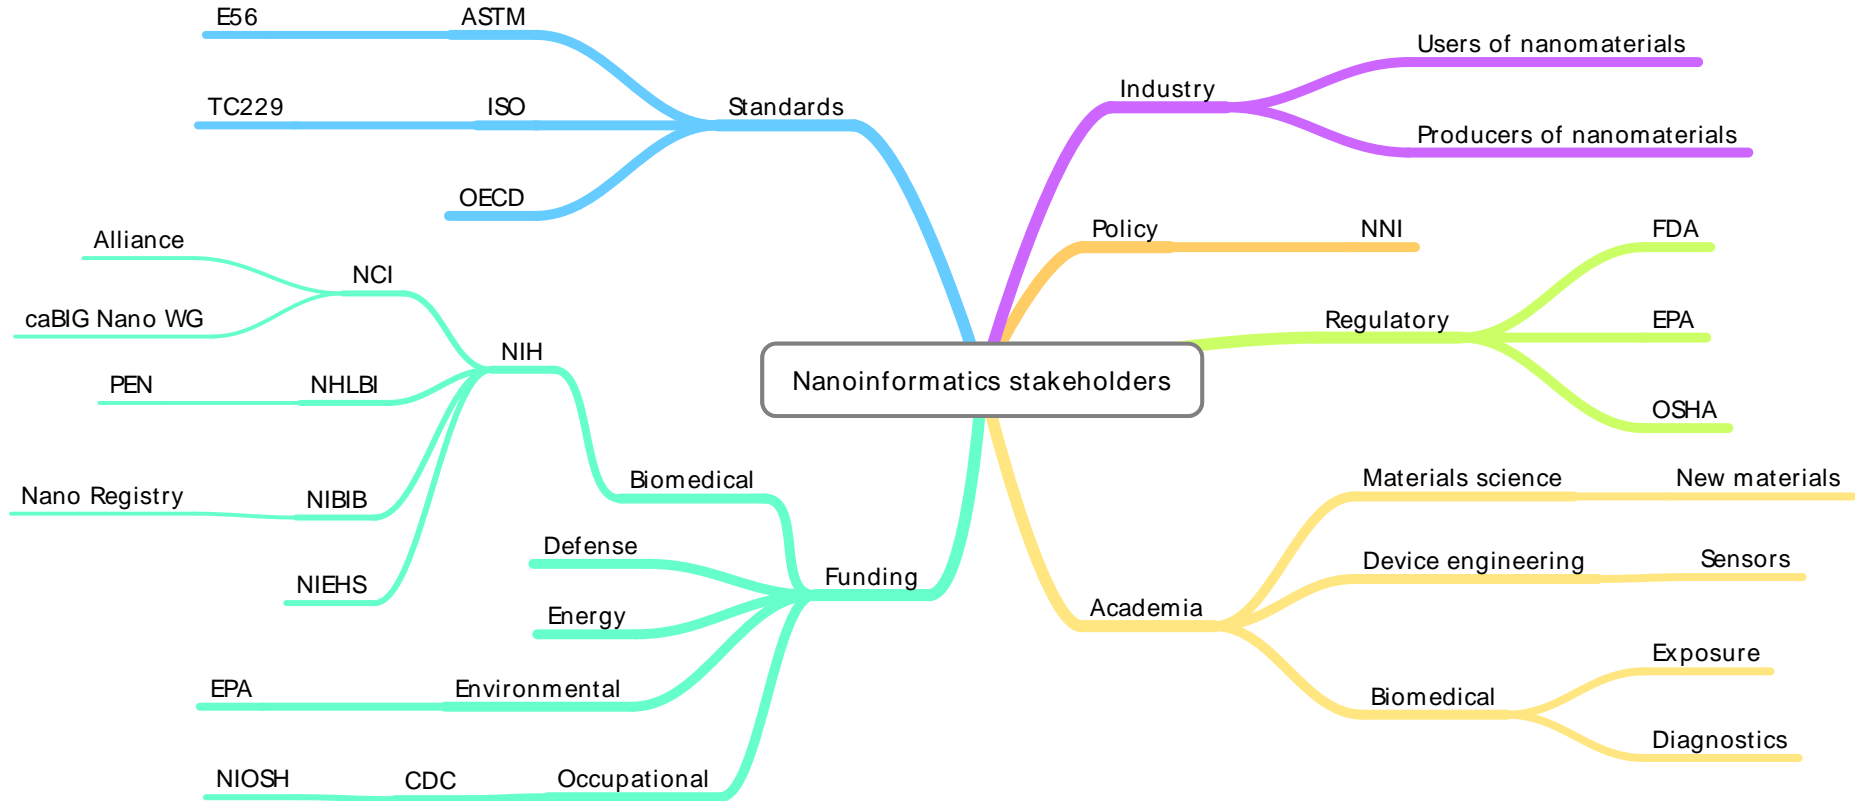 E56
ASTM
TC229
ISO
Standards
OECD
Alliance
NCI
caBIG Nano WG
NIH
PEN
NHLBI
Nano Registry
NIBIB
NIEHS
Biomedical
Defense
Funding
Energy
EPA
Environmental
NIOSH
CDC
Occupational
Nanoinformatics stakeholders
Industry
Users of nanomaterials
Producers of nanomaterials
Policy
NNI
Regulatory
FDA
EPA
OSHA
Academia
Materials science
New materials
Device engineering
Sensors
Biomedical
Exposure
Diagnostics